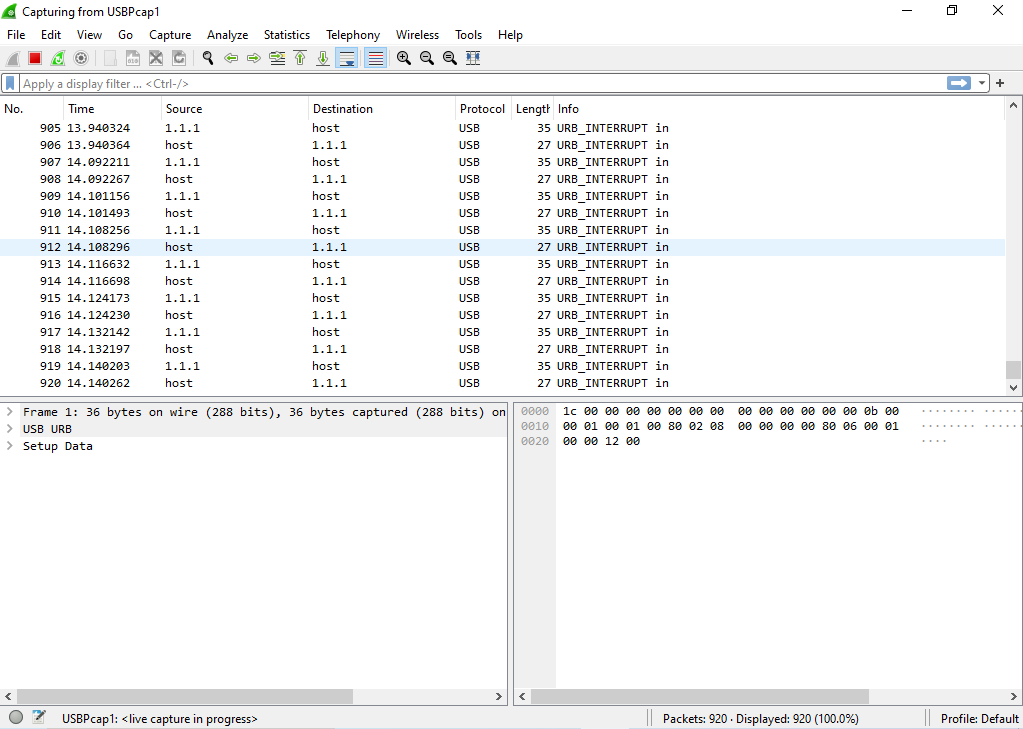 Capturing from USBPcap1
File Edit View Go Capture Analyze Statistics Telephony Wireless Tools Help
Apply a display filter ... <Ctrl-/>
No. Time Source Destination Protocol Length Info
905 13.940324 1.1.1 host USB 35 URB_INTERRUPT in
906 13.940364 host 1.1.1 USB 27 URB_INTERRUPT in
907 14.092211 1.1.1 host USB 35 URB_INTERRUPT in
908 14.092267 host 1.1.1 USB 27 URB_INTERRUPT in
909 14.101156 1.1.1 host USB 35 URB_INTERRUPT in
910 14.101493 host 1.1.1 USB 27 URB_INTERRUPT in
911 14.108256 1.1.1 host USB 35 URB_INTERRUPT in
912 14.108296 host 1.1.1 USB 27 URB_INTERRUPT in
913 14.116632 1.1.1 host USB 35 URB_INTERRUPT in
914 14.116698 host 1.1.1 USB 27 URB_INTERRUPT in
915 14.124173 1.1.1 host USB 35 URB_INTERRUPT in
916 14.124230 host 1.1.1 USB 27 URB_INTERRUPT in
917 14.132142 1.1.1 host USB 35 URB_INTERRUPT in
918 14.132197 host 1.1.1 USB 27 URB_INTERRUPT in
919 14.140203 1.1.1 host USB 35 URB_INTERRUPT in
920 14.140262 host 1.1.1 USB 27 URB_INTERRUPT in
Frame 1: 36 bytes on wire (288 bits), 36 bytes captured (288 bits) on
USB URB
Setup Data
0000 1c 00 00 00 00 00 00 00 00 00 00 00 00 00 0b 00 ········ ······
0010 00 01 00 01 00 80 02 08 00 00 00 00 80 06 00 01 ········ ······
0020 00 00 12 00 ····
USBPcap1: <live capture in progress>
Packets: 920 · Displayed: 920 (100.0%)
Profile: Default